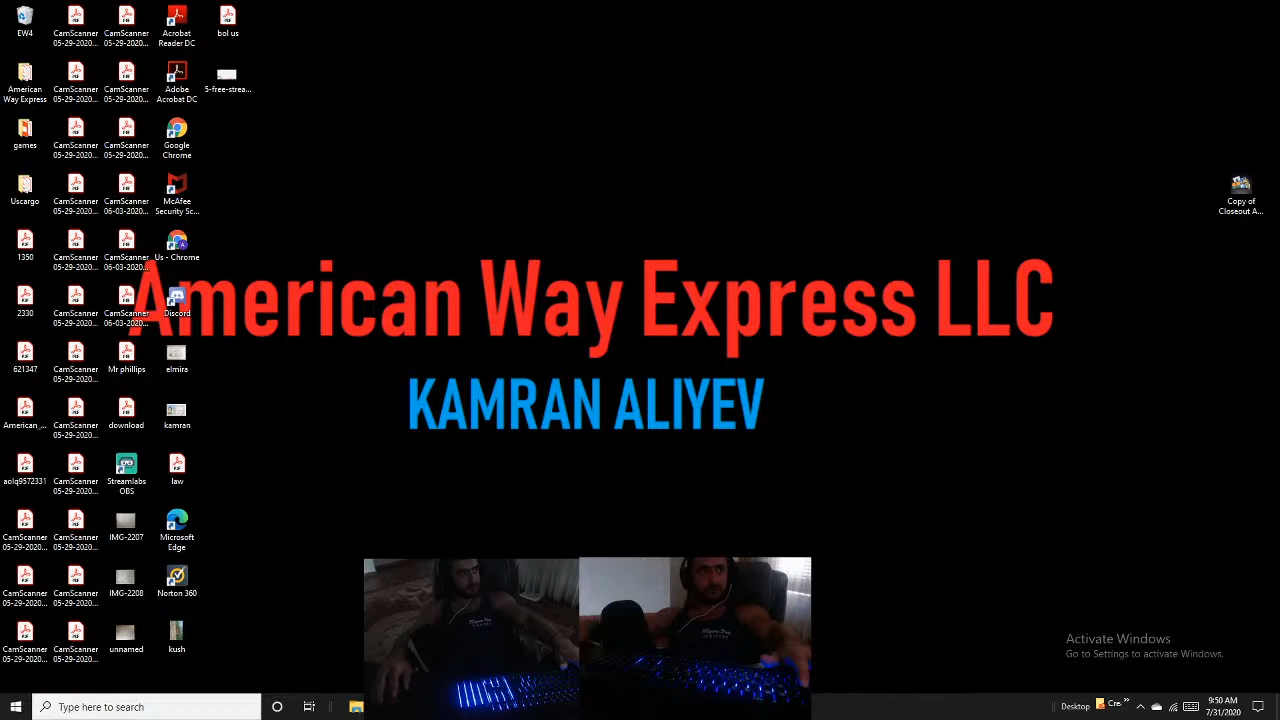 EW4
CamScanner
05-29-2020...
CamScanner
05-29-2020...
Acrobat
Reader DC
bol us
American
Way Express
CamScanner
05-29-2020...
CamScanner
05-29-2020...
Adobe
Acrobat DC
5-free-strea...
games
CamScanner
05-29-2020...
CamScanner
05-29-2020...
Google
Chrome
Uscargo
CamScanner
05-29-2020...
CamScanner
06-03-2020...
McAfee
Security Sc...
Copy of
Closeout A...
1350
CamScanner
05-29-2020...
CamScanner
06-03-2020...
Us - Chrome
American Way Express LLC
2330
CamScanner
05-29-2020...
CamScanner
06-03-2020...
Discord
621347
CamScanner
05-29-2020...
Mr phillips
elmira
KAMRAN ALIYEV
American_...
CamScanner
05-29-2020...
download
kamran
aolq9572331
CamScanner
05-29-2020...
Streamlabs
OBS
law
CamScanner
05-29-2020...
CamScanner
05-29-2020...
IMG-2207
Microsoft
Edge
CamScanner
05-29-2020...
CamScanner
05-29-2020...
IMG-2208
Norton 360
CamScanner
05-29-2020...
CamScanner
05-29-2020...
unnamed
kush
Activate Windows
Go to Settings to activate Windows.
Type here to search
Desktop
Cre...
9:50 AM
7/31/2020